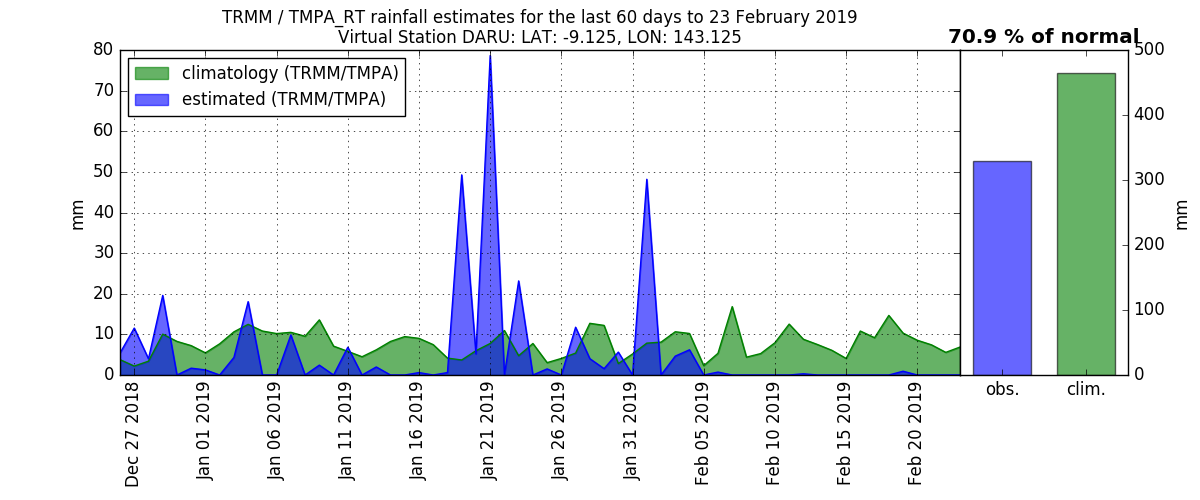 TRMM / TMPA_RT rainfall estimates for the last 60 days to 23 February 2019
Virtual Station DARU: LAT: -9.125, LON: 143.125
70.9 % of normal
climatology (TRMM/TMPA)
estimated (TRMM/TMPA)
mm
80
70
60
50
40
30
20
10
0
Dec 27 2018
Jan 01 2019
Jan 06 2019
Jan 11 2019
Jan 16 2019
Jan 21 2019
Jan 26 2019
Jan 31 2019
Feb 05 2019
Feb 10 2019
Feb 15 2019
Feb 20 2019
obs.
clim.
500
400
300
200
100
0
mm